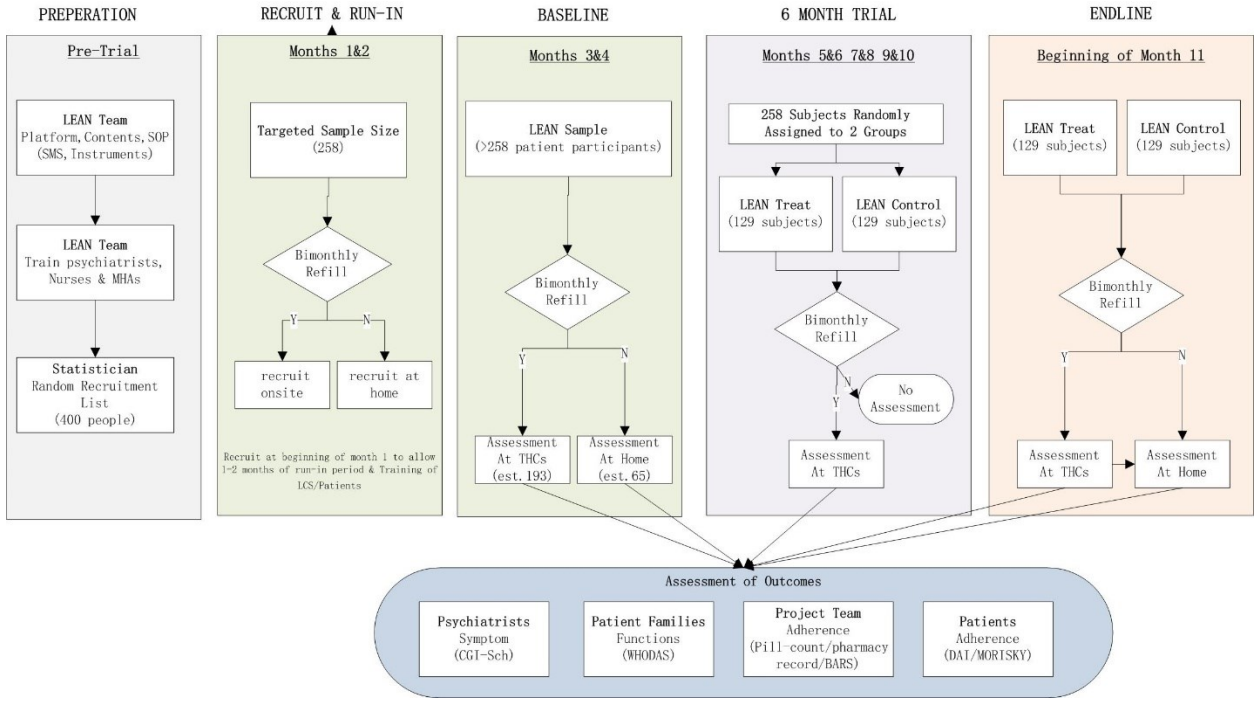 PREPERATION
RECRUIT & RUN-IN
BASELINE
6 MONTH TRIAL
ENDLINE
Pre-Trial
LEAN Team
Platform,Contents,SOP
(SMS,Instruments)
LEAN Team
Train psychiatrists,
Nurses & MHAs
Statistician
Random Recruitment
List
(400 people)
Months 1&2
Targeted Sample Size
(258)
Bimonthly
Refill
Y
N
recruit
onsite
recruit at
home
Recruit at beginning of month 1 to allow
1-2 months of run-in period & Training of
LCS/Patients
Months 3&4
LEAN Sample
(>258 patient participants)
Bimonthly
Refill
Y
N
Assessment
At THCs
(est.193)
Assessment
At Home
(est.65)
Months 5&6 7&8 9&10
258 Subjects Randomly
Assigned to 2 Groups
LEAN Treat
(129 subjects)
LEAN Control
(129 subjects)
Bimonthly
Refill
N
Y
No
Assessment
Assessment
At THCs
Beginning of Month 11
LEAN Treat
(129 subjects)
LEAN Control
(129 subjects)
Bimonthly
Refill
Y
N
Assessment
At THCs
Assessment
At Home
Assessment of Outcomes
Psychiatrists
Symptom
(CGI-Sch)
Patient Families
Functions
(WHODAS)
Project Team
Adherence
(Pill-count/pharmacy
record/BARS)
Patients
Adherence
(DAI/MORISKY)